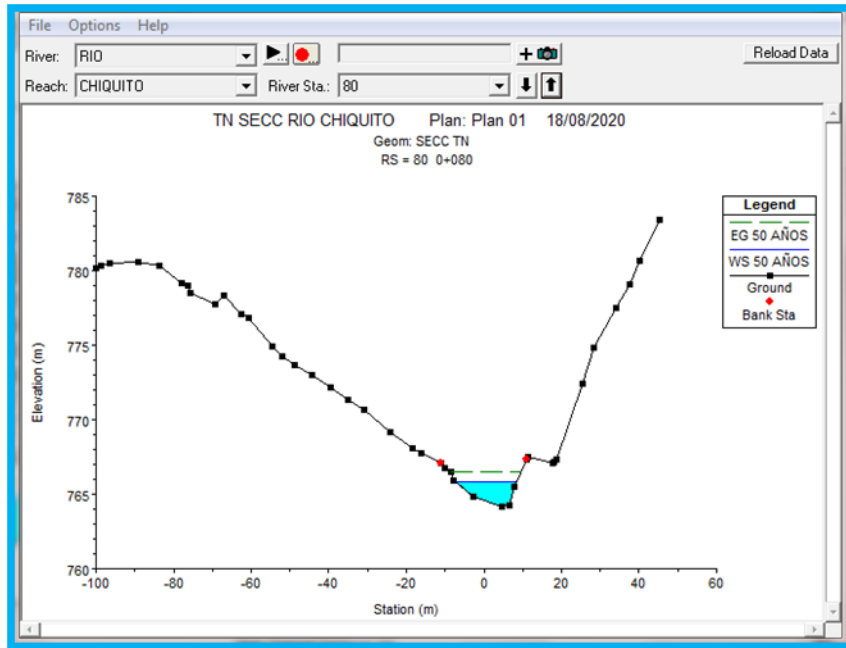 File Options Help
River: RIO
Reload Data
Reach: CHIQUITO River Sta.: 80
TN SECC RIO CHIQUITO Plan: Plan 01 18/08/2020
Geom: SECC TN
RS = 80 0+080
785
780
775
770
765
760
Elevation (m)
-100 -80 -60 -40 -20 0 20 40 60
Station (m)
Legend
EG 50 AÑOS
WS 50 AÑOS
Ground
Bank Sta